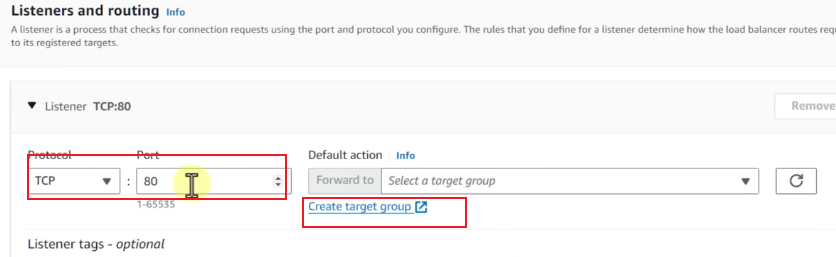 Listeners and routing Info
A listener is a process that checks for connection requests using the port and protocol you configure. The rules that you define for a listener determine how the load balancer routes
to its registered targets.
Listener TCP:80
Remove
Protocol
Port
Default action Info
TCP
:
80
Forward to
Select a target group
1-65535
Create target group
Listener tags - optional